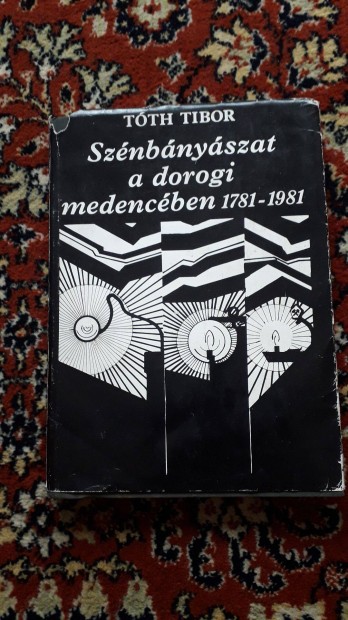 TÓTH TIBOR
Szénbányászat
a dorogi
medencében 1781-1981